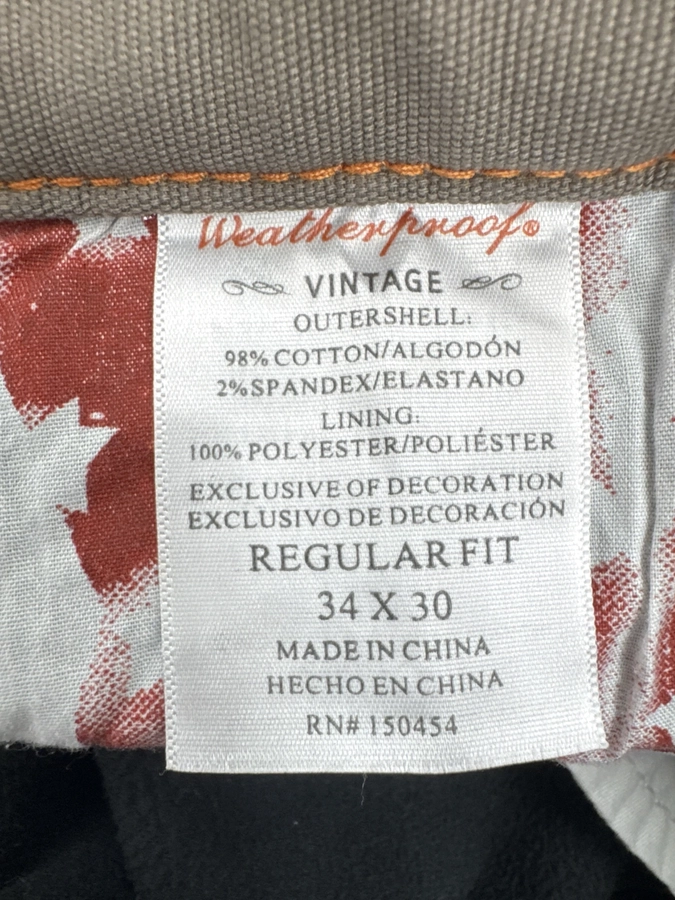 Weatherproof®
VINTAGE
OUTERSHELL:
98% COTTON/ALGODÓN
2%SPANDEX/ELASTANO
LINING:
100% POLYESTER/POLIÉSTER
EXCLUSIVE OF DECORATION
EXCLUSIVO DE DECORACIÓN
REGULAR FIT
34 X 30
MADE IN CHINA
HECHO EN CHINA
RN# 150454